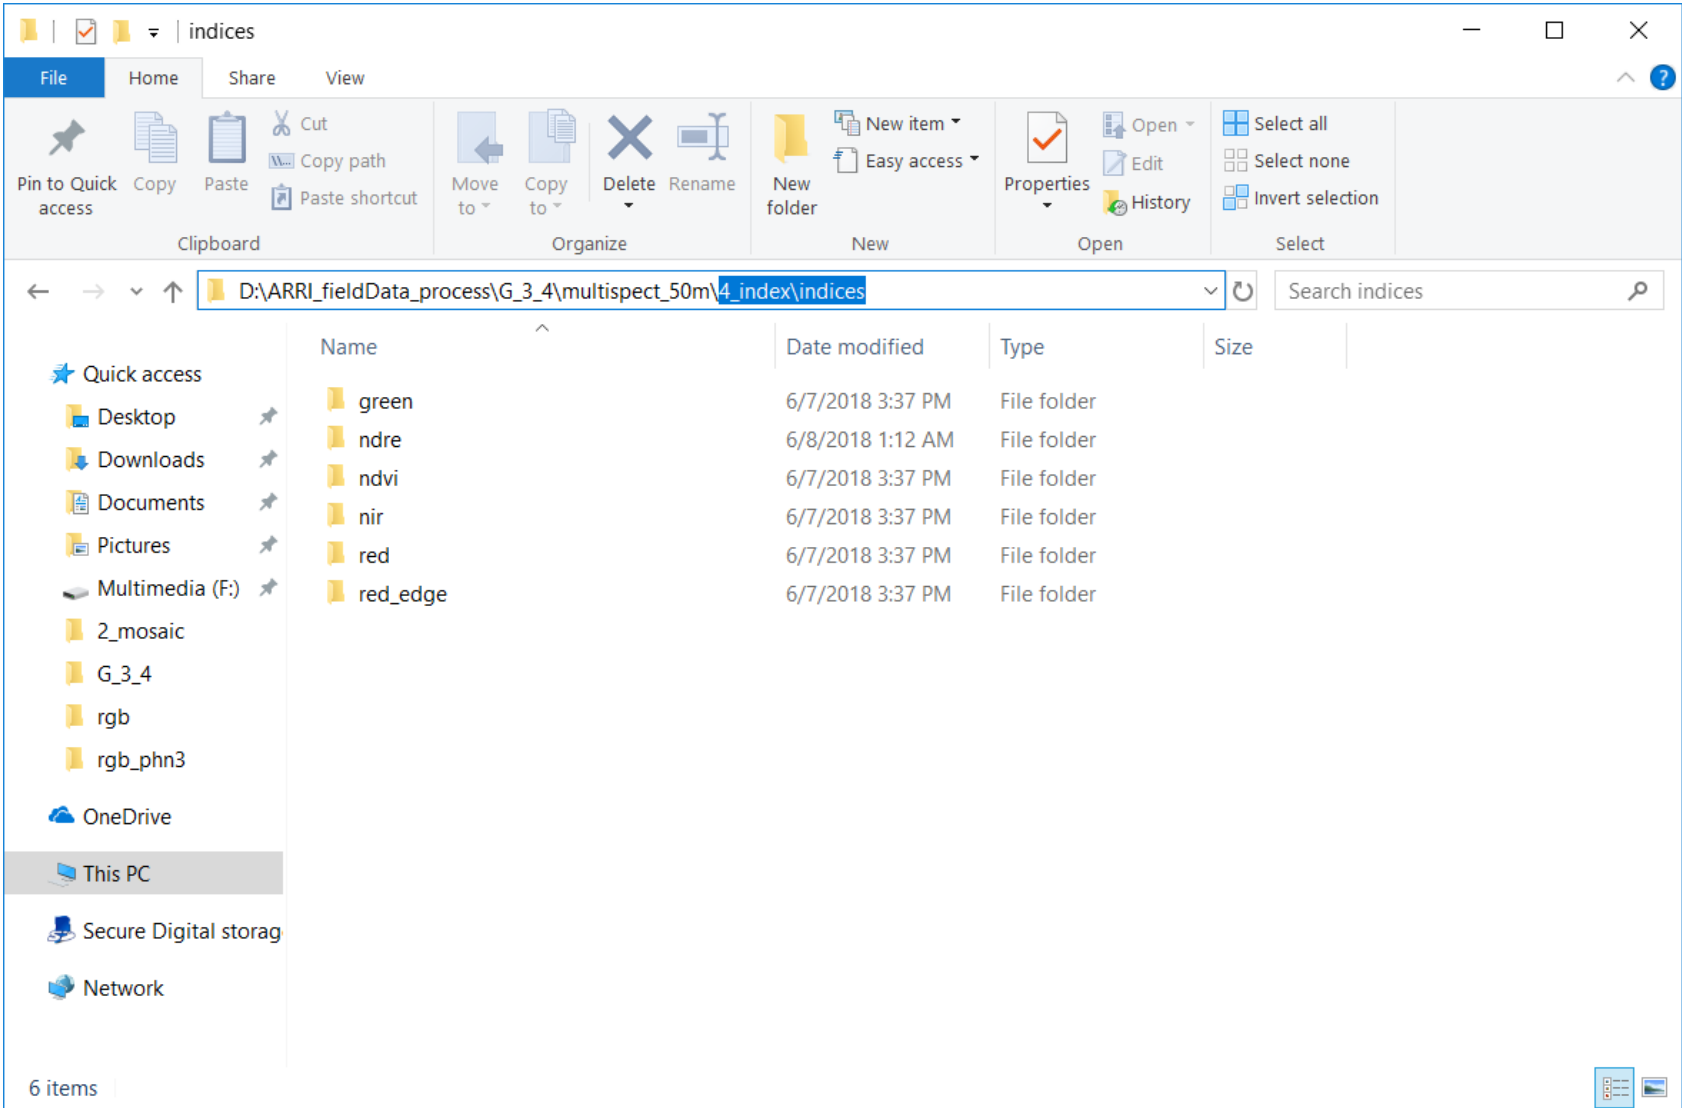 indices
File Home Share View
Pin to Quick access
Copy
Paste
Cut
Copy path
Paste shortcut
Clipboard
Move to
Copy to
Delete
Rename
Organize
New folder
New item
Easy access
New
Properties
Open
Edit
History
Open
Select all
Select none
Invert selection
Select
D:\ARRI_fieldData_process\G_3_4\multispect_50m\4_index\indices
Search indices
Name Date modified Type Size
green 6/7/2018 3:37 PM File folder
ndre 6/8/2018 1:12 AM File folder
ndvi 6/7/2018 3:37 PM File folder
nir 6/7/2018 3:37 PM File folder
red 6/7/2018 3:37 PM File folder
red_edge 6/7/2018 3:37 PM File folder
Quick access
Desktop
Downloads
Documents
Pictures
Multimedia (F:)
2_mosaic
G_3_4
rgb
rgb_phn3
OneDrive
This PC
Secure Digital storag
Network
6 items